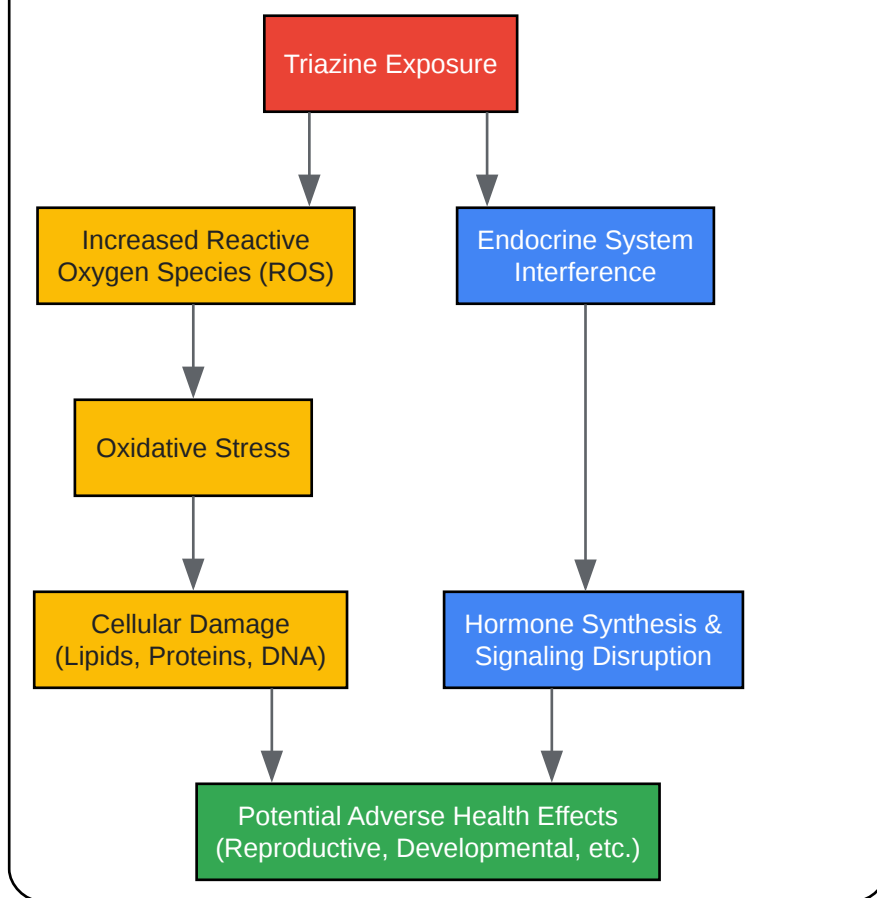 Triazine Exposure
Increased Reactive
Oxygen Species (ROS)
Endocrine System
Interference
Oxidative Stress
Cellular Damage
(Lipids, Proteins, DNA)
Hormone Synthesis &
Signaling Disruption
Potential Adverse Health Effects
(Reproductive, Developmental, etc.)